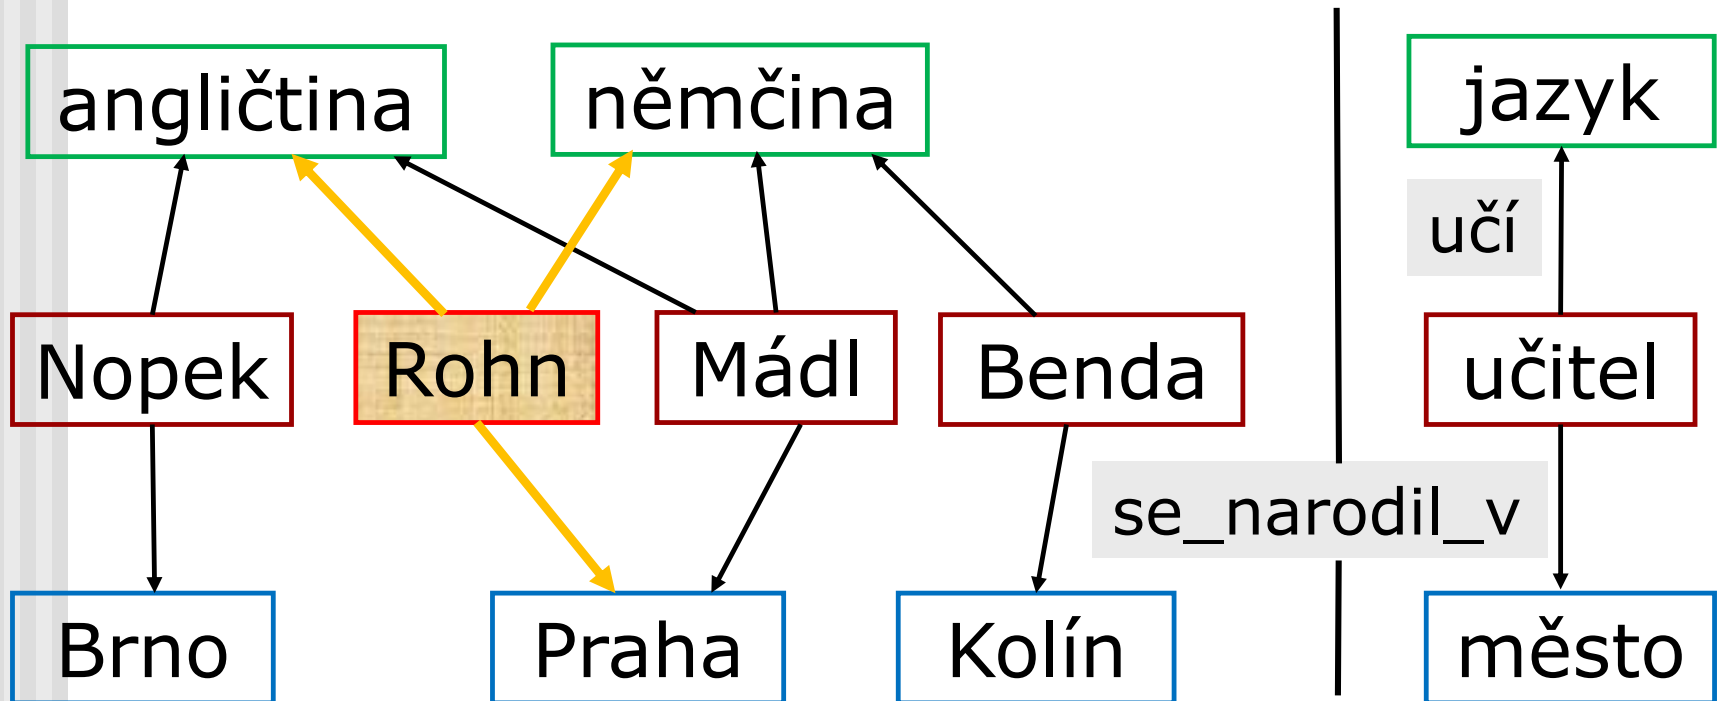 angličtina
němčina
jazyk
učí
Nopek
Rohn
Mádl
Benda
učitel
se_narodil_v
Brno
Praha
Kolín
město